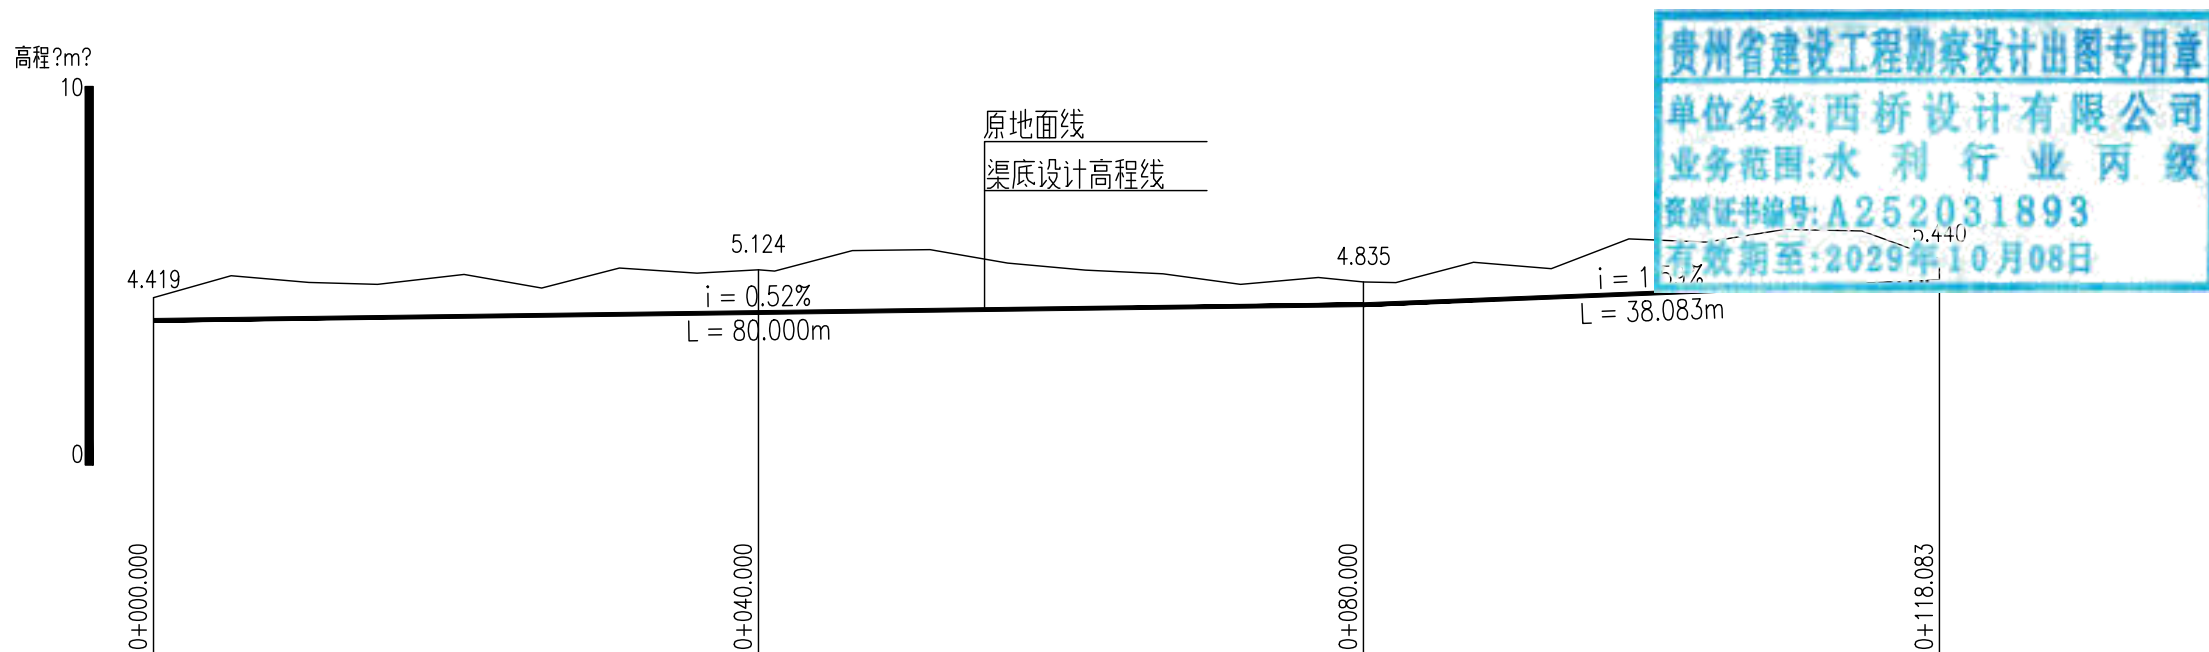 高程?m?
10
0
原地面线
渠底设计高程线
4.419
5.124
4.835
5.440
i = 0.52%
L = 80.000m
L = 38.083m
0+000.000
0+040.000
0+080.000
0+118.083
贵州省建设工程勘察设计出图专用章
单位名称:西桥设计有限公司
业务范围:水利行业丙级
资质证书编号:A252031893
有效期至:2029年10月08日